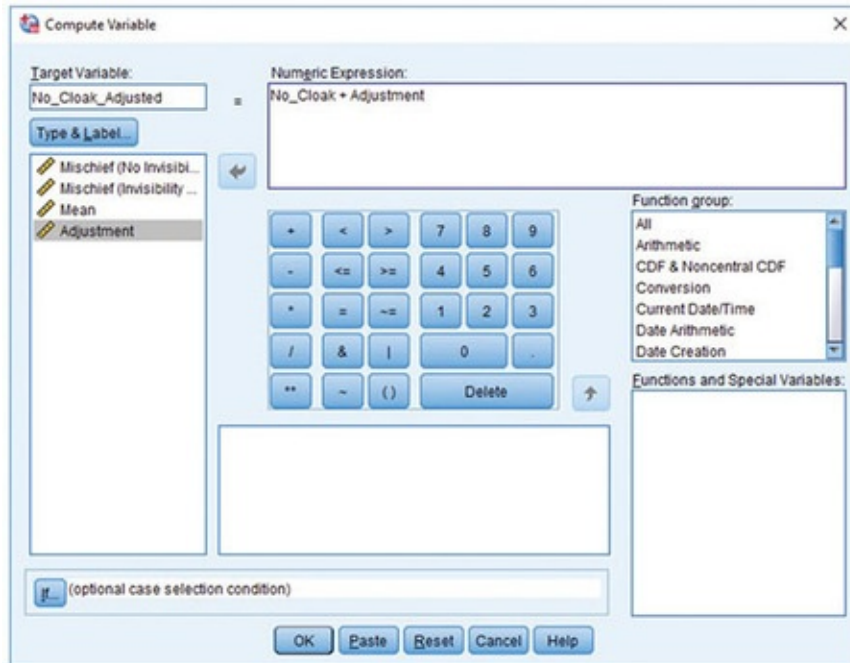 Compute Variable
Target Variable:
No_Cloak_Adjusted
=
Numeric Expression:
No_Cloak + Adjustment
Type & Label...
Mischief (No Invisibi...
Mischief (Invisibility ...
Mean
Adjustment
+ < > 7 8 9
- <= >= 4 5 6
* = ~= 1 2 3
/ & | 0 .
** ~ ( ) Delete
Function group:
All
Arithmetic
CDF & Noncentral CDF
Conversion
Current Date/Time
Date Arithmetic
Date Creation
Functions and Special Variables:
If... (optional case selection condition)
OK Paste Reset Cancel Help